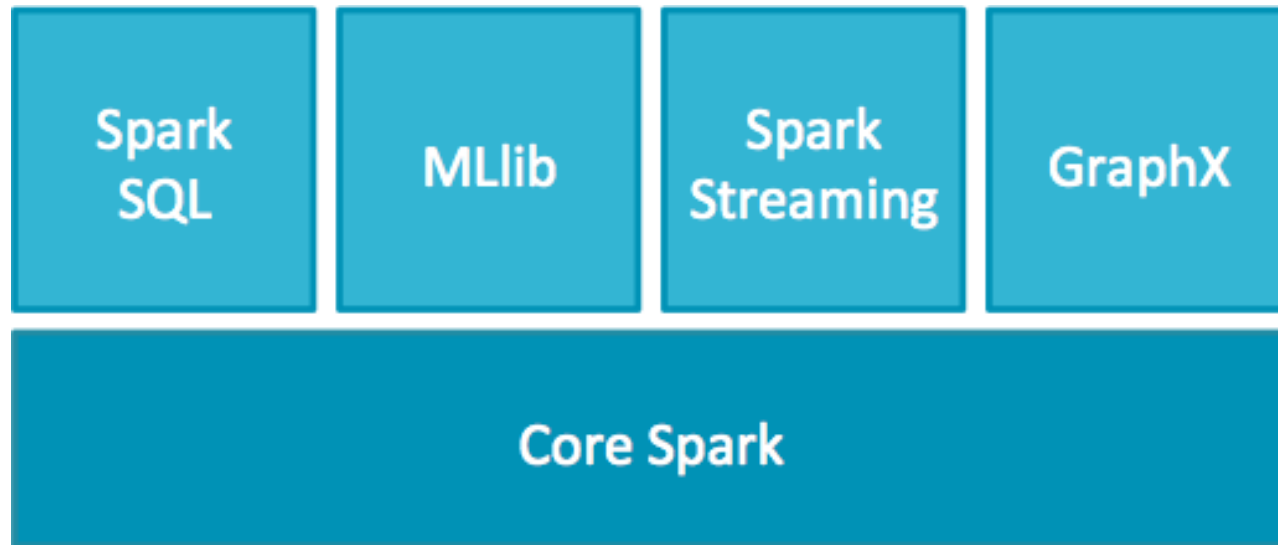 Spark
SQL
MLlib
Spark
Streaming
GraphX
Core Spark